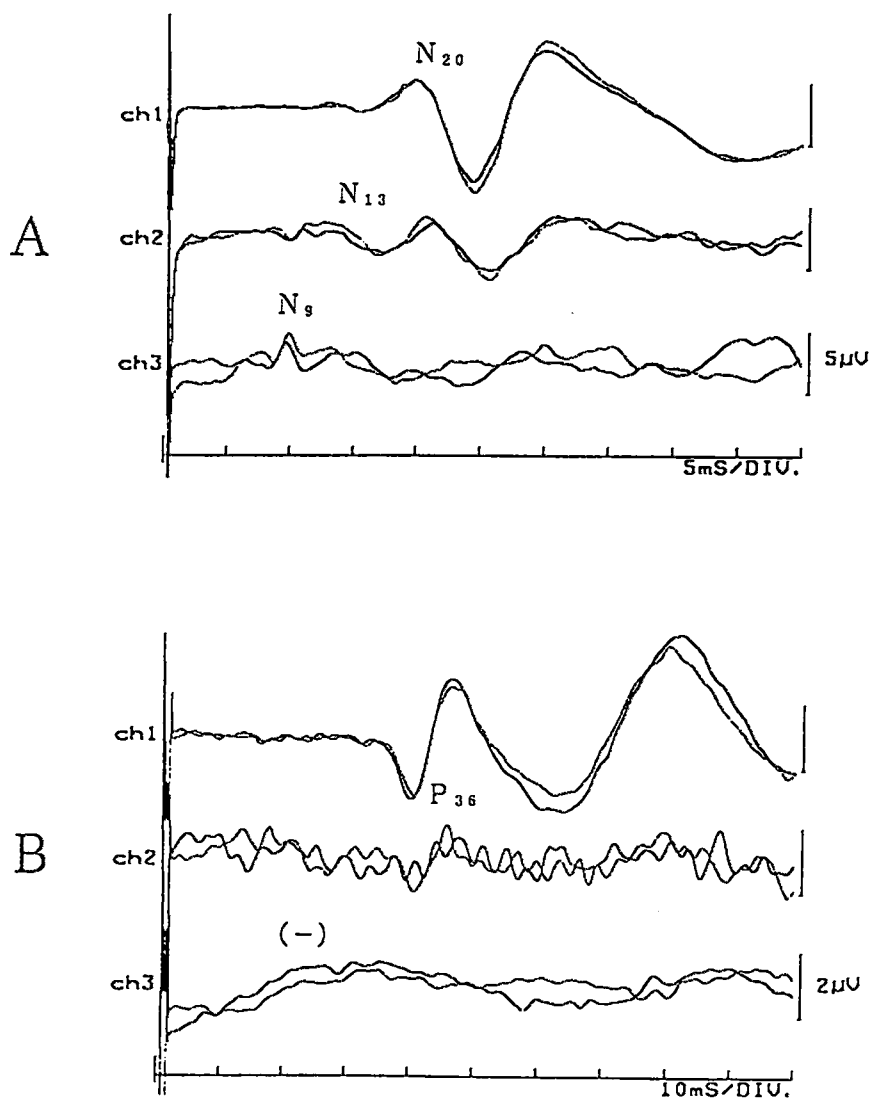 A
ch1
N20
ch2
N13
ch3
N9
5μV
5mS/DIV.
B
ch1
P36
ch2
ch3
(-)
2μV
10mS/DIV.